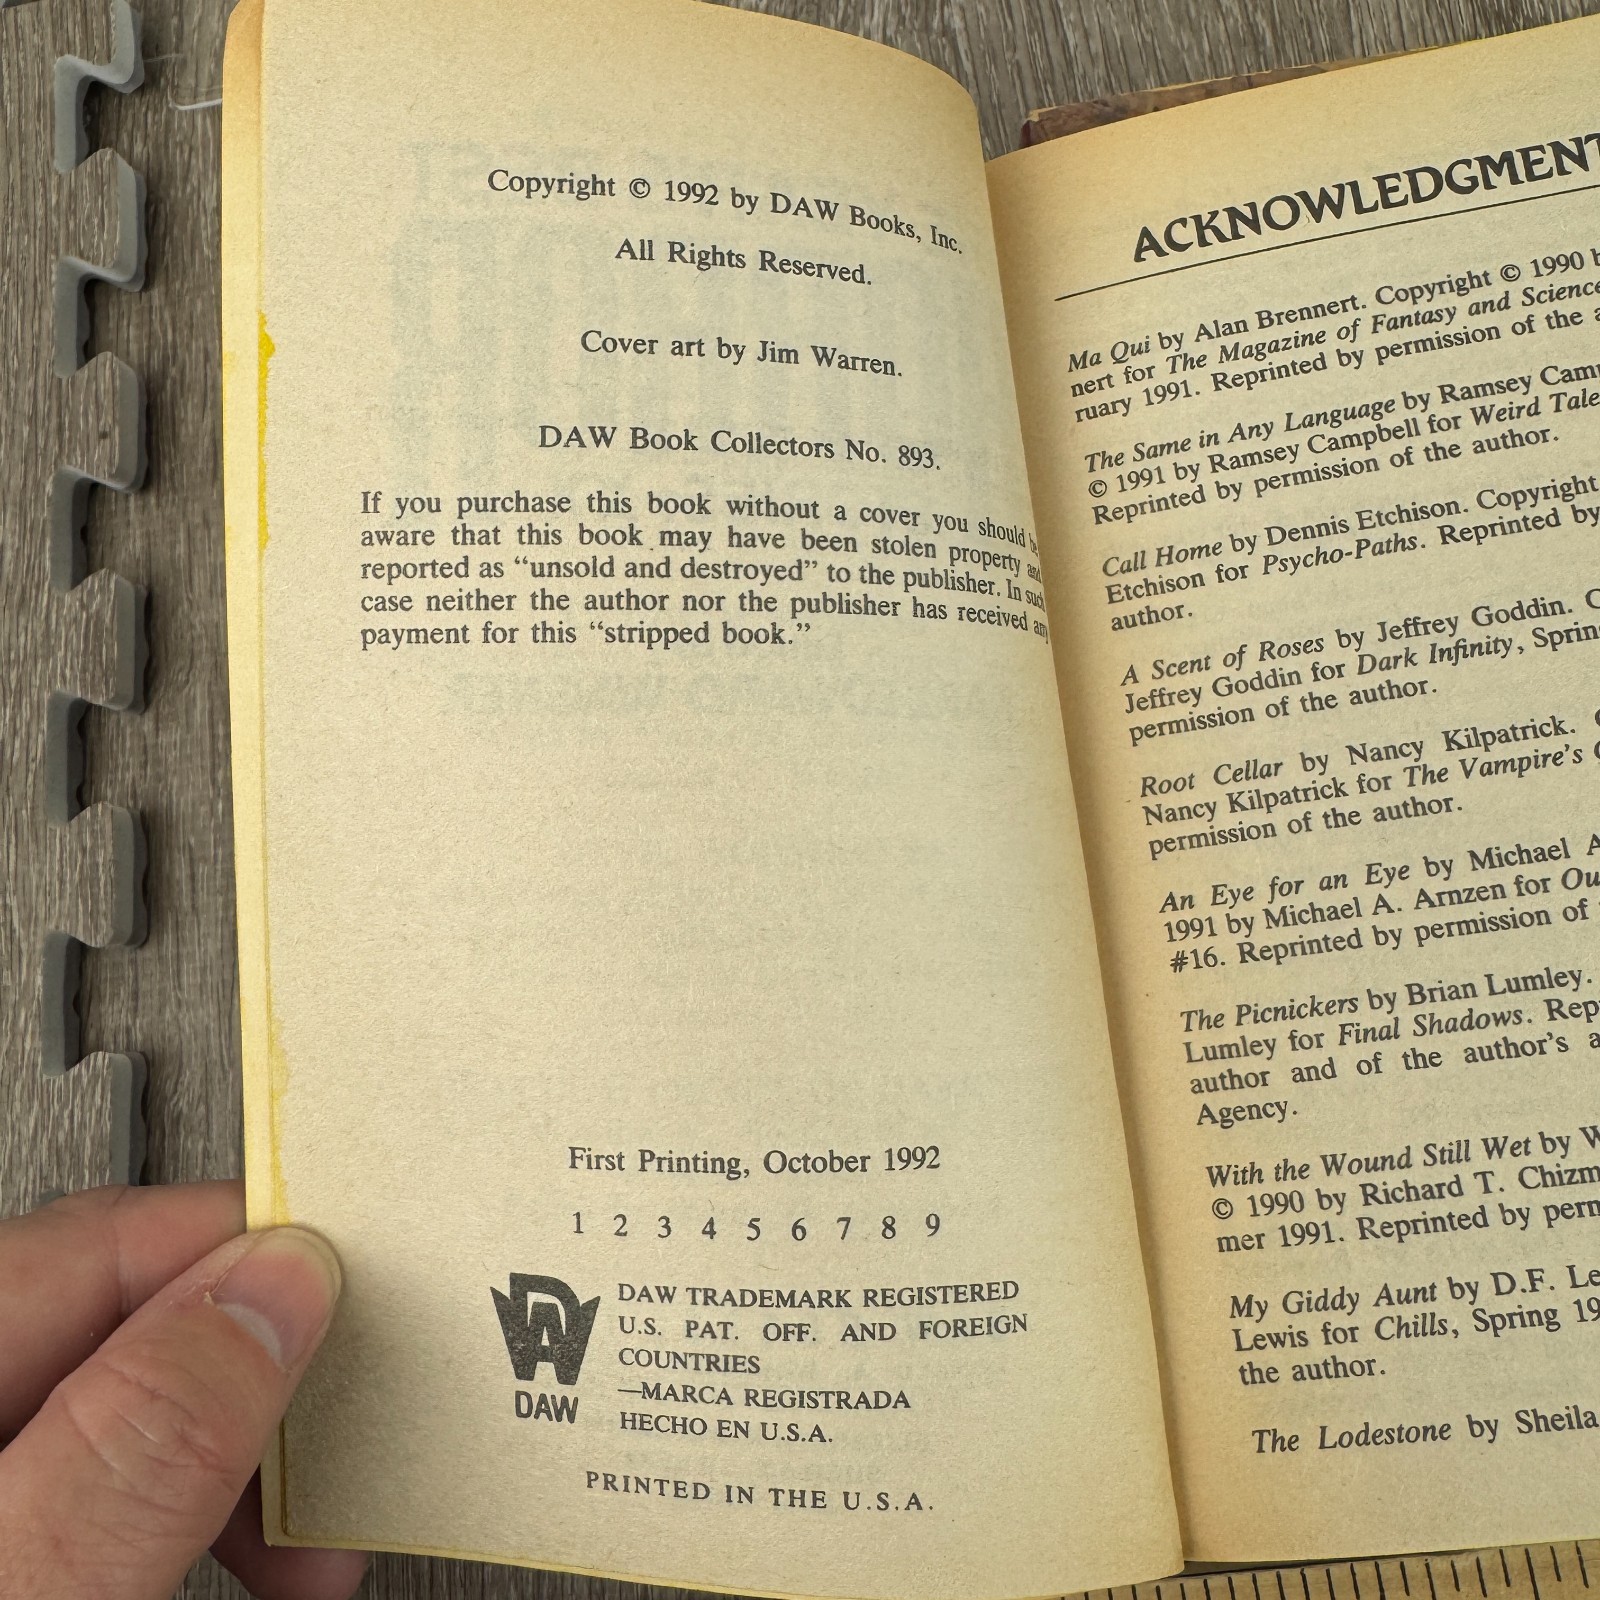 Copyright © 1992 by DAW Books, Inc.
All Rights Reserved.
Cover art by Jim Warren.
DAW Book Collectors No. 893.
If you purchase this book without a cover you should be
aware that this book may have been stolen property and
reported as “unsold and destroyed” to the publisher. In such
case neither the author nor the publisher has received any
payment for this “stripped book.”
First Printing, October 1992
1 2 3 4 5 6 7 8 9
DAW
DAW TRADEMARK REGISTERED
U.S. PAT. OFF. AND FOREIGN
COUNTRIES
—MARCA REGISTRADA
HECHO EN U.S.A.
PRINTED IN THE U.S.A.
ACKNOWLEDGMENT
Ma Qui by Alan Brennert. Copyright © 1990
nert for The Magazine of Fantasy and Science
ruary 1991. Reprinted by permission of the
The Same in Any Language by Ramsey
© 1991 by Ramsey Campbell for Weird
Reprinted by permission of the author.
Call Home by Dennis Etchison. Copyright
Etchison for Psycho-Paths. Reprinted by
author.
A Scent of Roses by Jeffrey Goddin.
Jeffrey Goddin for Dark Infinity,
permission of the author.
Root Cellar by Nancy Kilpatrick.
Nancy Kilpatrick for The Vampire's
permission of the author.
An Eye for an Eye by Michael
1991 by Michael A. Arnzen for
#16. Reprinted by permission of
The Picnickers by Brian Lumley.
Lumley for Final Shadows.
author and of the author's
Agency.
With the Wound Still Wet by
© 1990 by Richard T.
mer 1991. Reprinted by
My Giddy Aunt by D.F.
Lewis for Chills, Spring
the author.
The Lodestone by Sheila